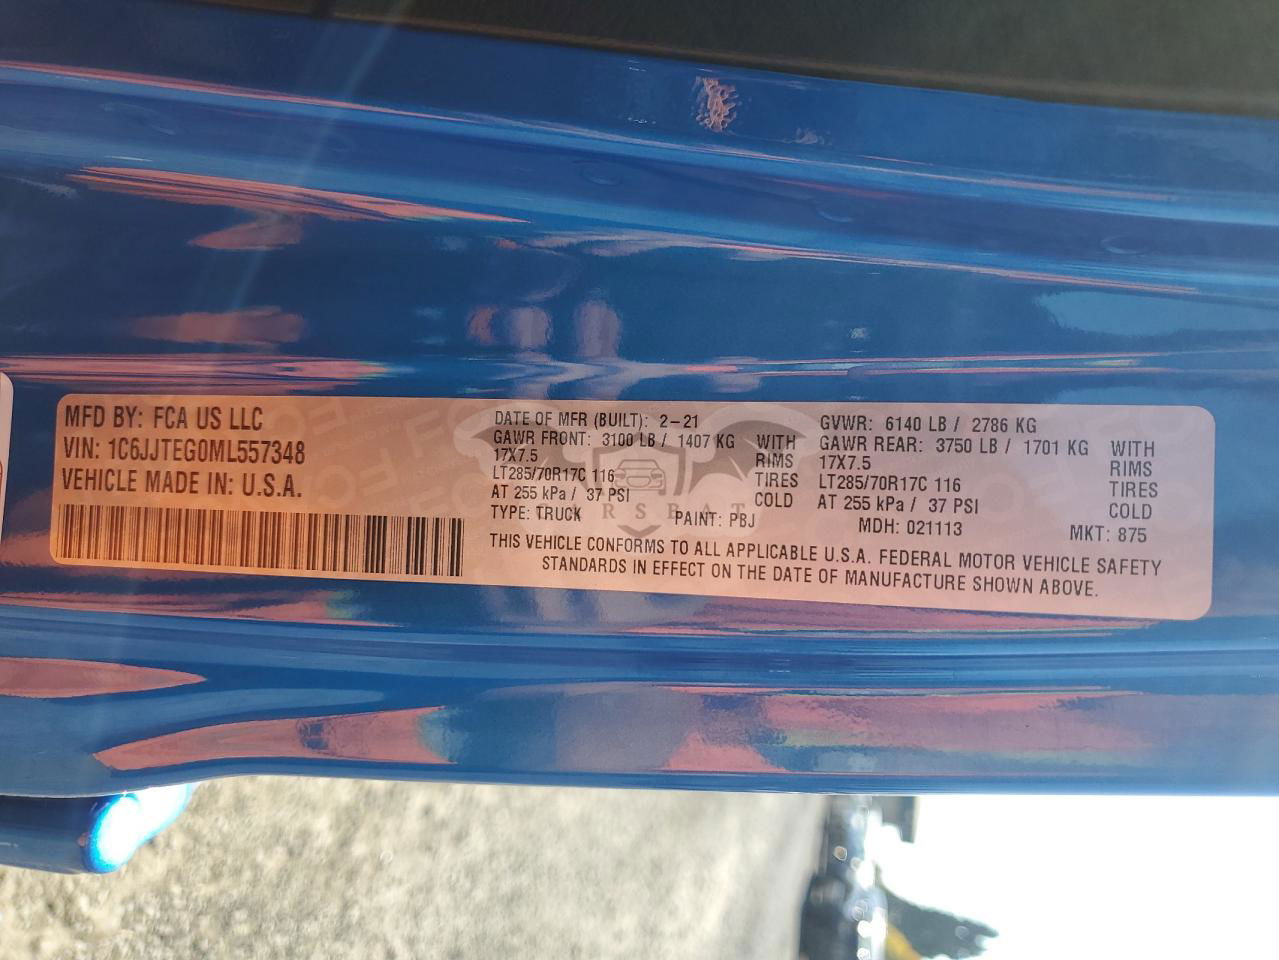 MFD BY: FCA US LLC
VIN: 1C6JJTEG0ML557348
VEHICLE MADE IN: U.S.A.
DATE OF MFR (BUILT): 2-21
GAWR FRONT: 3100 LB / 1407 KG WITH
17X7.5 RIMS
LT285/70R17C 116 TIRES
AT 255 kPa / 37 PSI COLD
TYPE: TRUCK PAINT: PBJ
GVWR: 6140 LB / 2786 KG
GAWR REAR: 3750 LB / 1701 KG WITH
17X7.5 RIMS
LT285/70R17C 116 TIRES
AT 255 kPa / 37 PSI COLD
MDH: 021113 MKT: 875
THIS VEHICLE CONFORMS TO ALL APPLICABLE U.S.A. FEDERAL MOTOR VEHICLE SAFETY
STANDARDS IN EFFECT ON THE DATE OF MANUFACTURE SHOWN ABOVE.